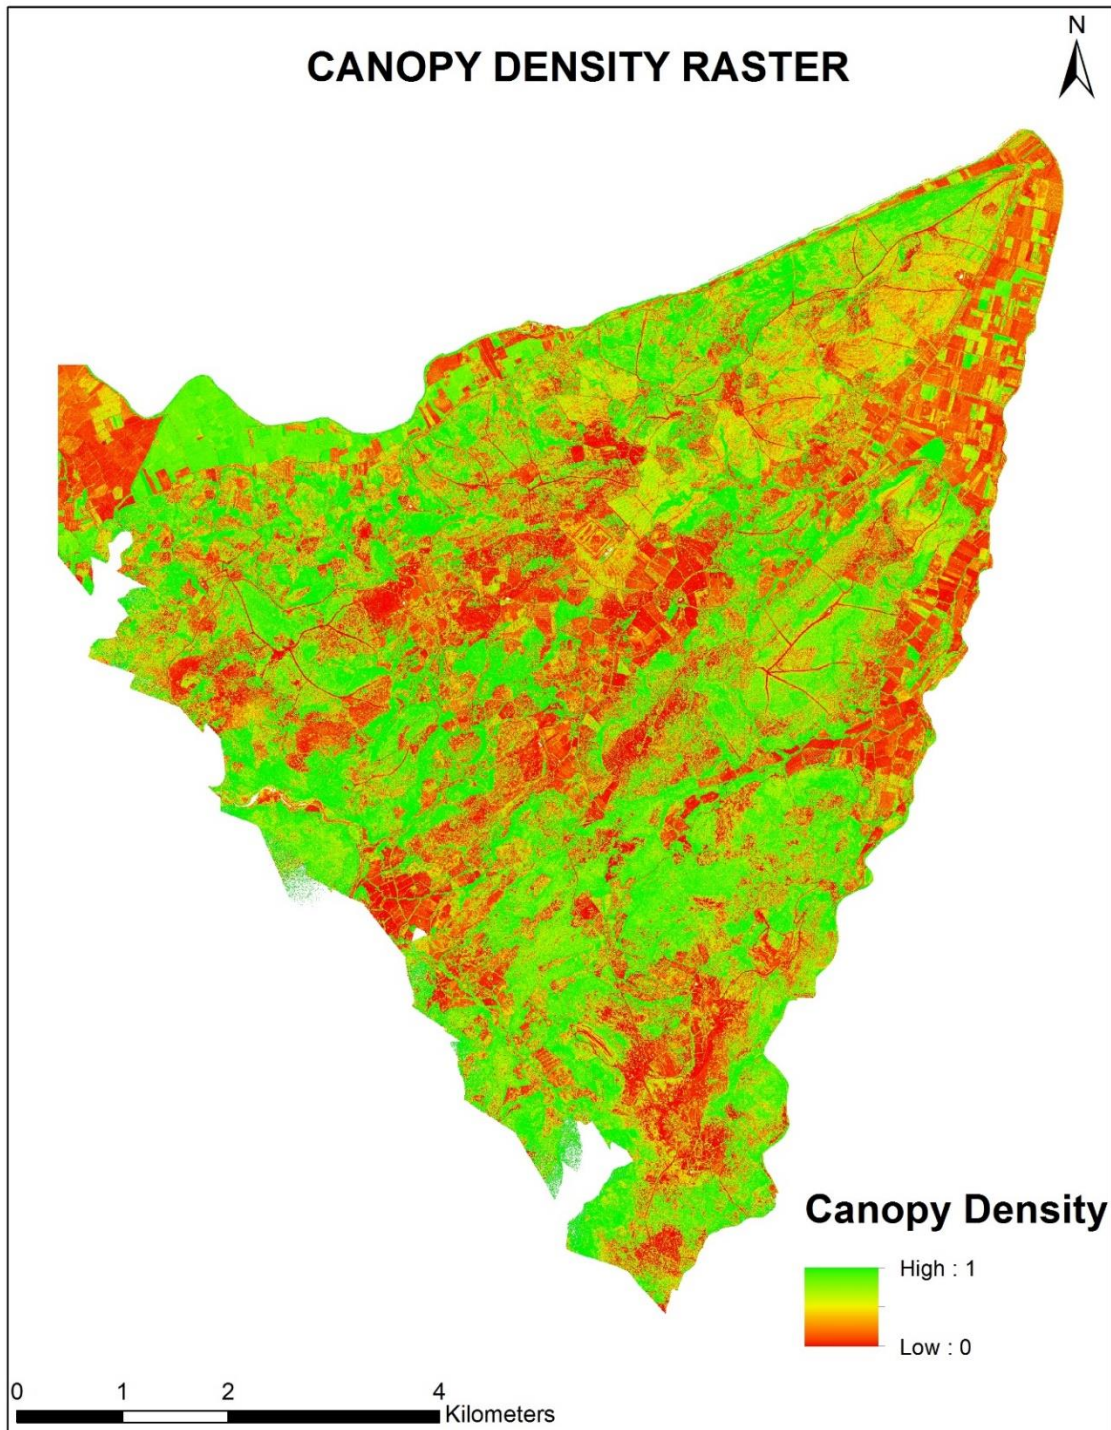 N
CANOPY DENSITY RASTER
Canopy Density
High : 1
Low : 0
0 1 2 4
Kilometers